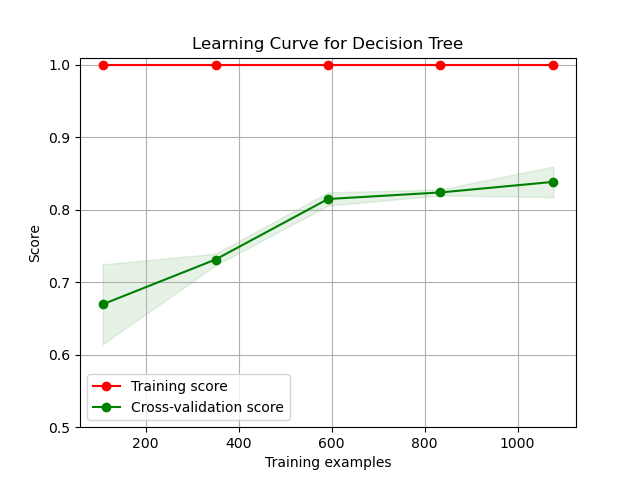 Learning Curve for Decision Tree
1.0
0.9
0.8
0.7
0.6
0.5
Score
Training score
Cross-validation score
200
400
600
800
1000
Training examples